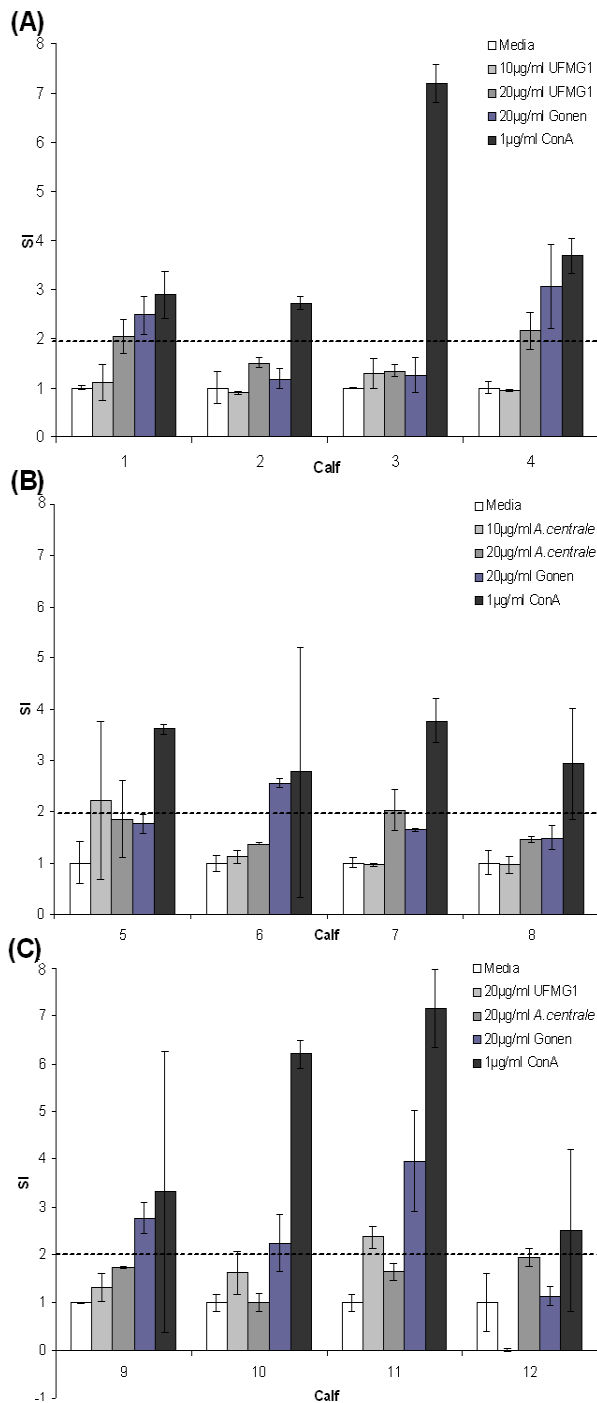 (A)
8
7
6
5
4
3
2
1
0
SI
Media
10µg/ml UFMG1
20µg/ml UFMG1
20µg/ml Gonen
1µg/ml ConA
1 2 3 4
Calf
(B)
8
7
6
5
4
3
2
1
0
SI
Media
10µg/ml A.centrale
20µg/ml A.centrale
20µg/ml Gonen
1µg/ml ConA
5 6 7 8
Calf
(C)
8
7
6
5
4
3
2
1
0
-1
SI
Media
20µg/ml UFMG1
20µg/ml A.centrale
20µg/ml Gonen
1µg/ml ConA
9 10 11 12
Calf